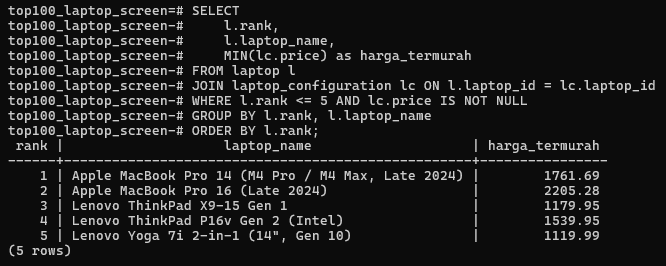 top100_laptop_screen=# SELECT
top100_laptop_screen-#     l.rank,
top100_laptop_screen-#     l.laptop_name,
top100_laptop_screen-#     MIN(lc.price) as harga_termurah
top100_laptop_screen-# FROM laptop l
top100_laptop_screen-# JOIN laptop_configuration lc ON l.laptop_id = lc.laptop_id
top100_laptop_screen-# WHERE l.rank <= 5 AND lc.price IS NOT NULL
top100_laptop_screen-# GROUP BY l.rank, l.laptop_name
top100_laptop_screen-# ORDER BY l.rank;
 rank |                    laptop_name                    | harga_termurah
------+---------------------------------------------------+----------------
    1 | Apple MacBook Pro 14 (M4 Pro / M4 Max, Late 2024) |        1761.69
    2 | Apple MacBook Pro 16 (Late 2024)                  |        2205.28
    3 | Lenovo ThinkPad X9-15 Gen 1                       |        1179.95
    4 | Lenovo ThinkPad P16v Gen 2 (Intel)                |        1539.95
    5 | Lenovo Yoga 7i 2-in-1 (14", Gen 10)               |        1119.99
(5 rows)